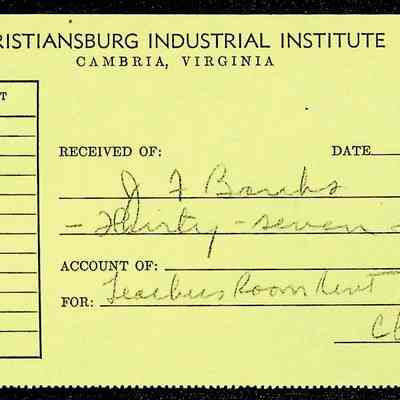 RISTIANSBURG INDUSTRIAL INSTITUTE
CAMBRIA, VIRGINIA
T
RECEIVED OF: DATE
J F Banks
- Thirty - seven -
ACCOUNT OF:
FOR: Teachers Room Rent